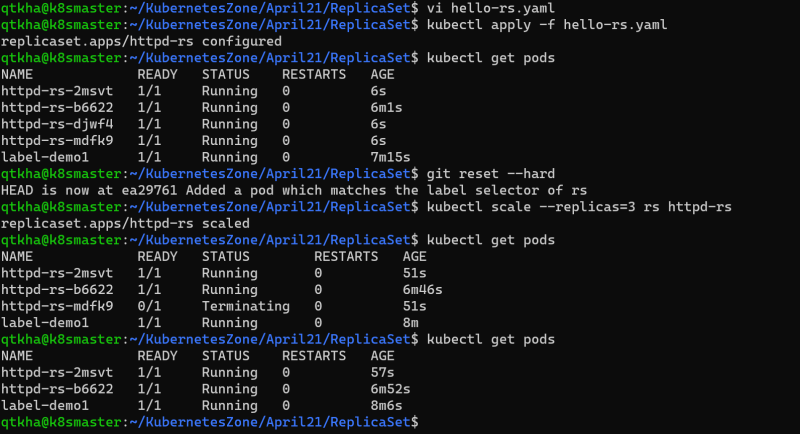 qtkha@k8smaster:~/KubernetesZone/April21/ReplicaSet$ vi hello-rs.yaml
qtkha@k8smaster:~/KubernetesZone/April21/ReplicaSet$ kubectl apply -f hello-rs.yaml
replicaset.apps/httpd-rs configured
qtkha@k8smaster:~/KubernetesZone/April21/ReplicaSet$ kubectl get pods
NAME             READY   STATUS    RESTARTS   AGE
httpd-rs-2msvt   1/1     Running   0          6s
httpd-rs-b6622   1/1     Running   0          6m1s
httpd-rs-djwf4   1/1     Running   0          6s
httpd-rs-mdfk9   1/1     Running   0          6s
label-demo1      1/1     Running   0          7m15s
qtkha@k8smaster:~/KubernetesZone/April21/ReplicaSet$ git reset --hard
HEAD is now at ea29761 Added a pod which matches the label selector of rs
qtkha@k8smaster:~/KubernetesZone/April21/ReplicaSet$ kubectl scale --replicas=3 rs httpd-rs
replicaset.apps/httpd-rs scaled
qtkha@k8smaster:~/KubernetesZone/April21/ReplicaSet$ kubectl get pods
NAME             READY   STATUS        RESTARTS   AGE
httpd-rs-2msvt   1/1     Running       0          51s
httpd-rs-b6622   1/1     Running       0          6m46s
httpd-rs-mdfk9   0/1     Terminating   0          51s
label-demo1      1/1     Running       0          8m
qtkha@k8smaster:~/KubernetesZone/April21/ReplicaSet$ kubectl get pods
NAME             READY   STATUS    RESTARTS   AGE
httpd-rs-2msvt   1/1     Running   0          57s
httpd-rs-b6622   1/1     Running   0          6m52s
label-demo1      1/1     Running   0          8m6s
qtkha@k8smaster:~/KubernetesZone/April21/ReplicaSet$